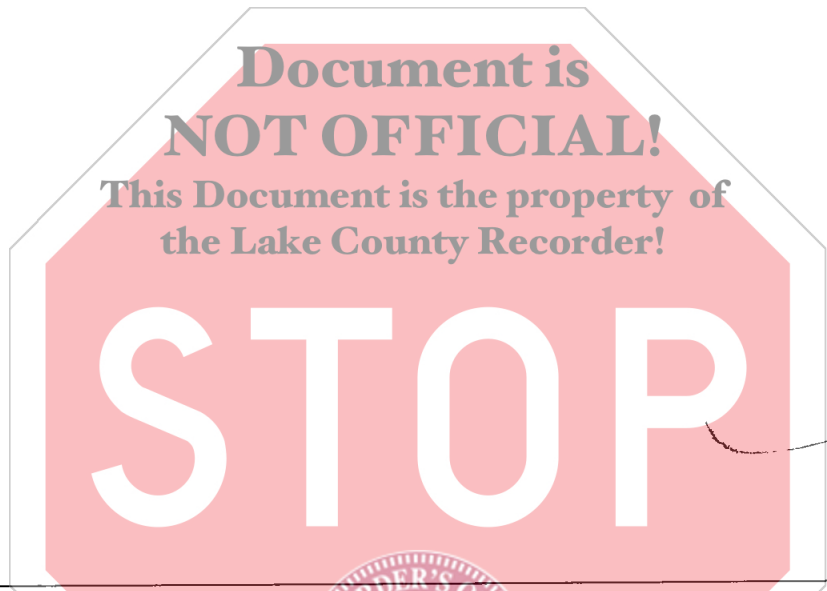 Document is
NOT OFFICIAL!
This Document is the property of
the Lake County Recorder!
STOP